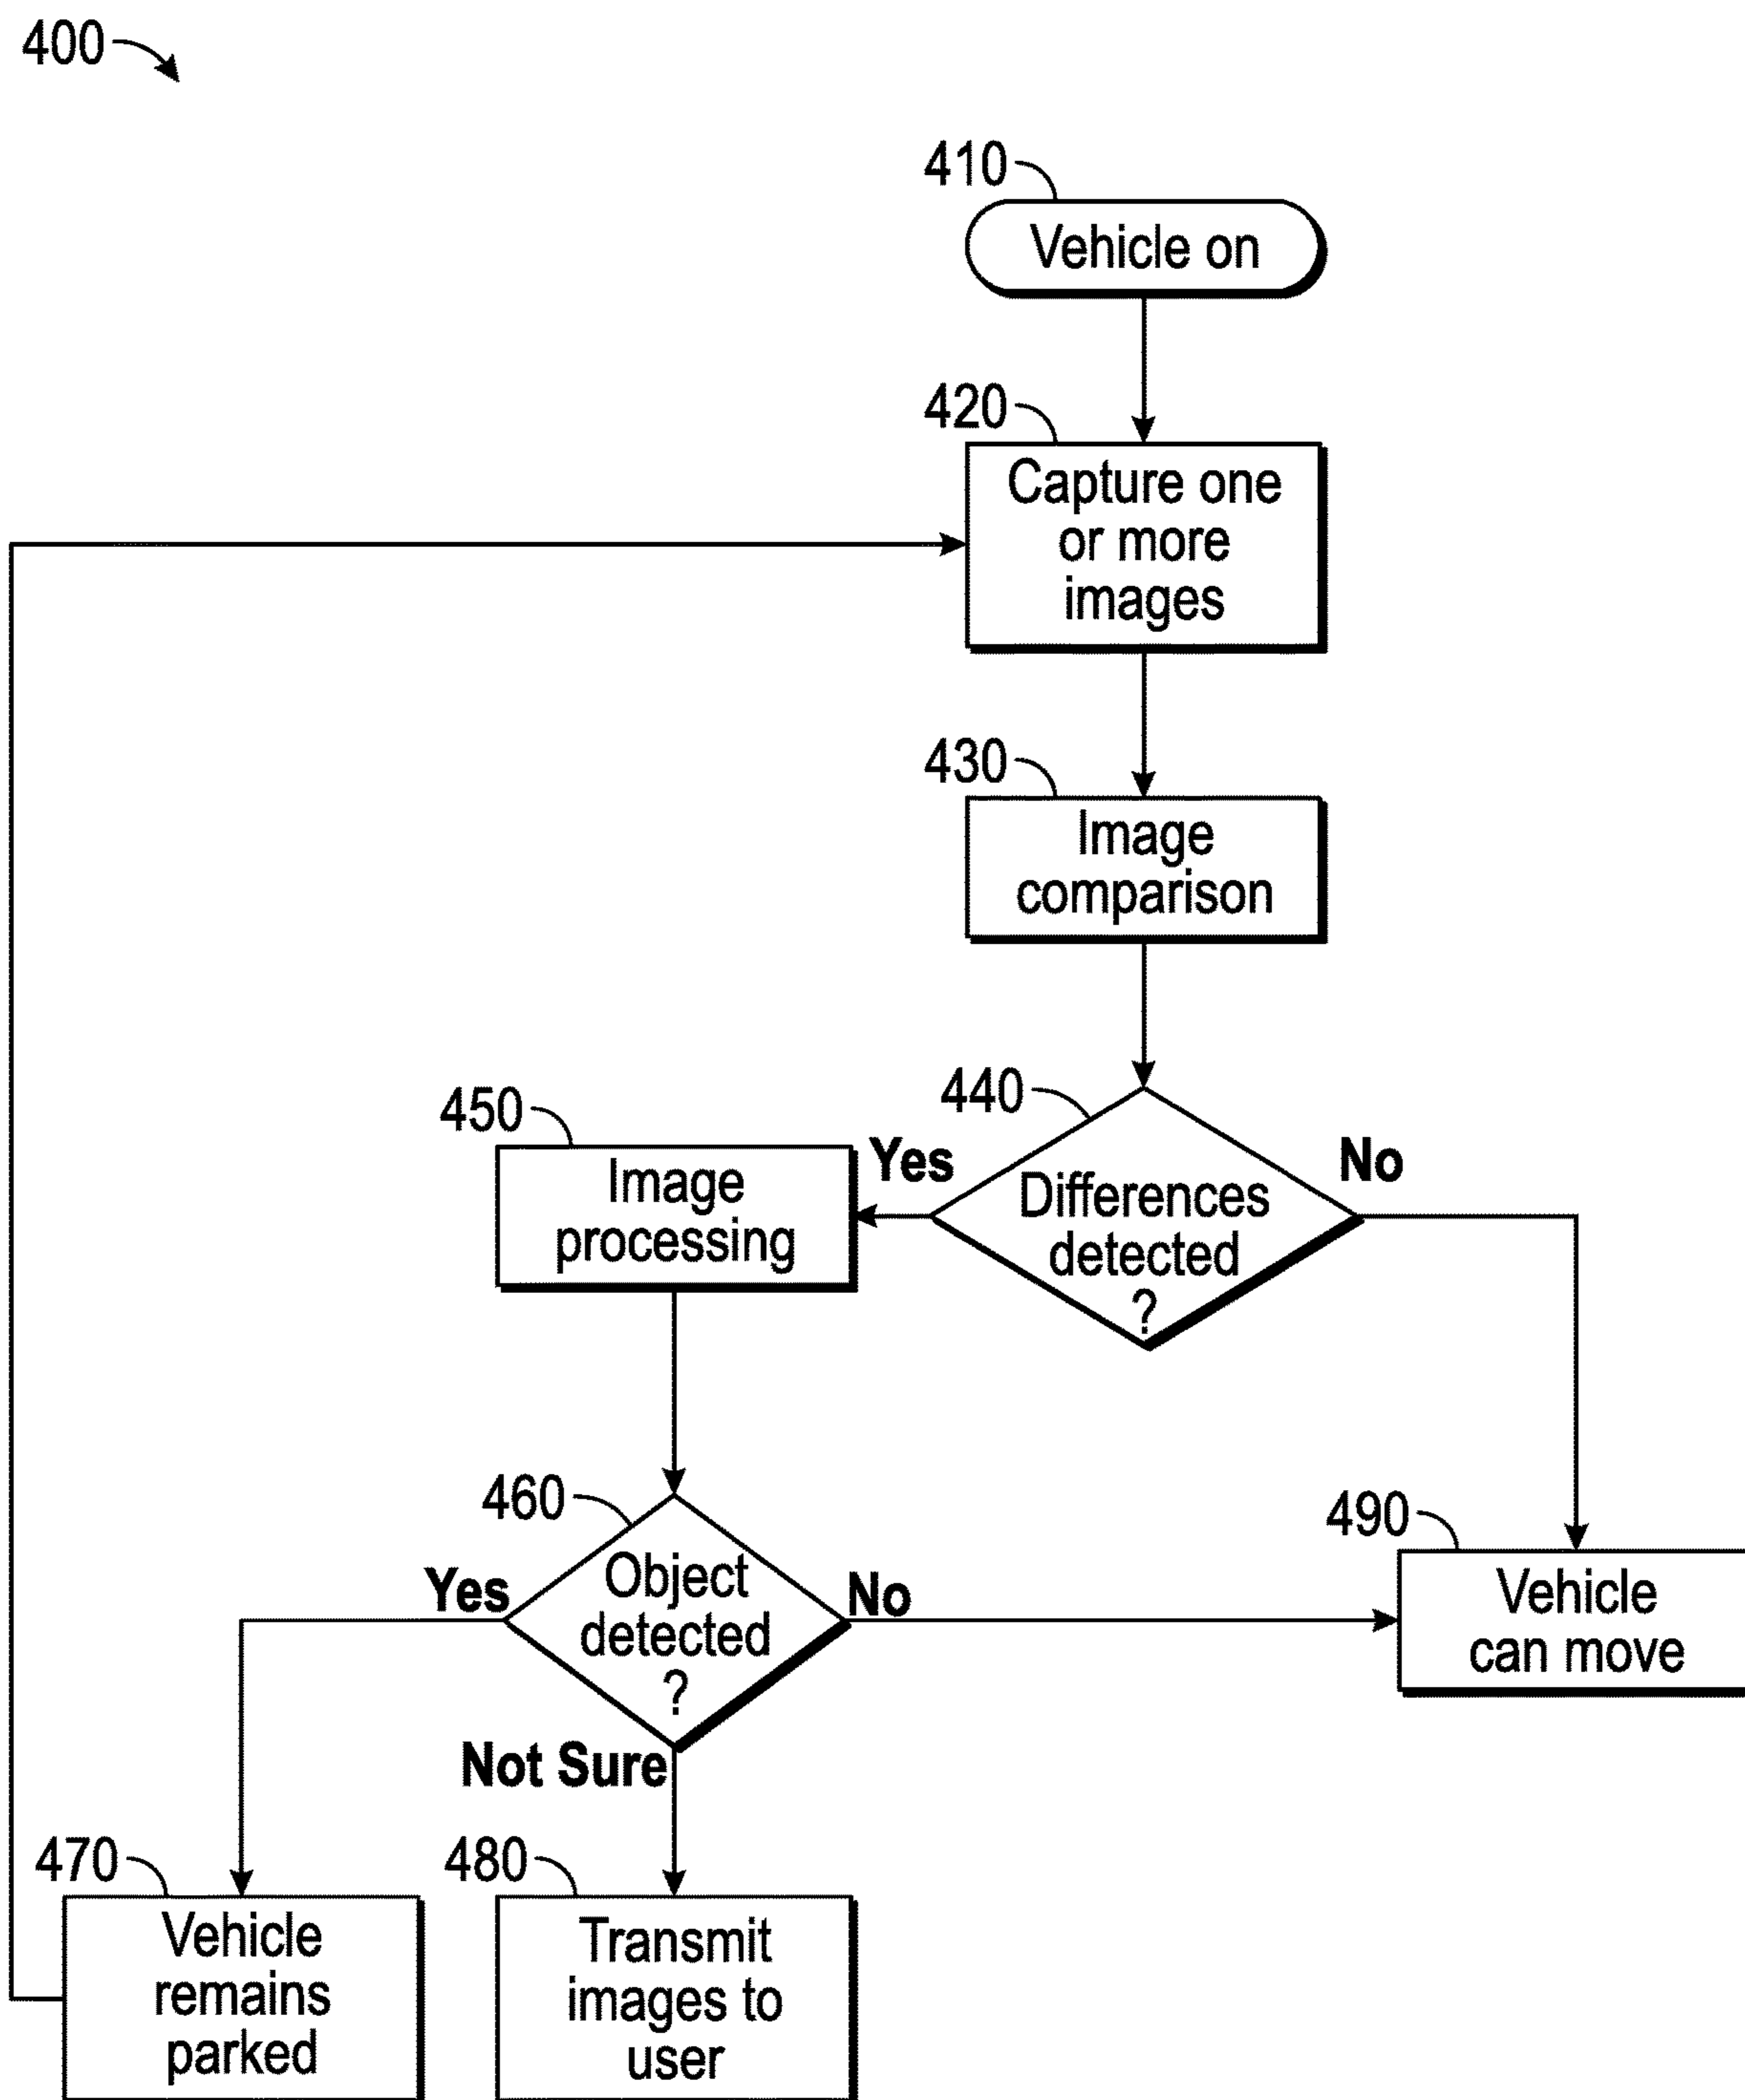 400
410
Vehicle on
420
Capture one
or more
images
430
Image
comparison
440
Differences
detected
?
Yes
No
450
Image
processing
460
Object
detected
?
Yes
No
Not Sure
490
Vehicle
can move
470
Vehicle
remains
parked
480
Transmit
images to
user